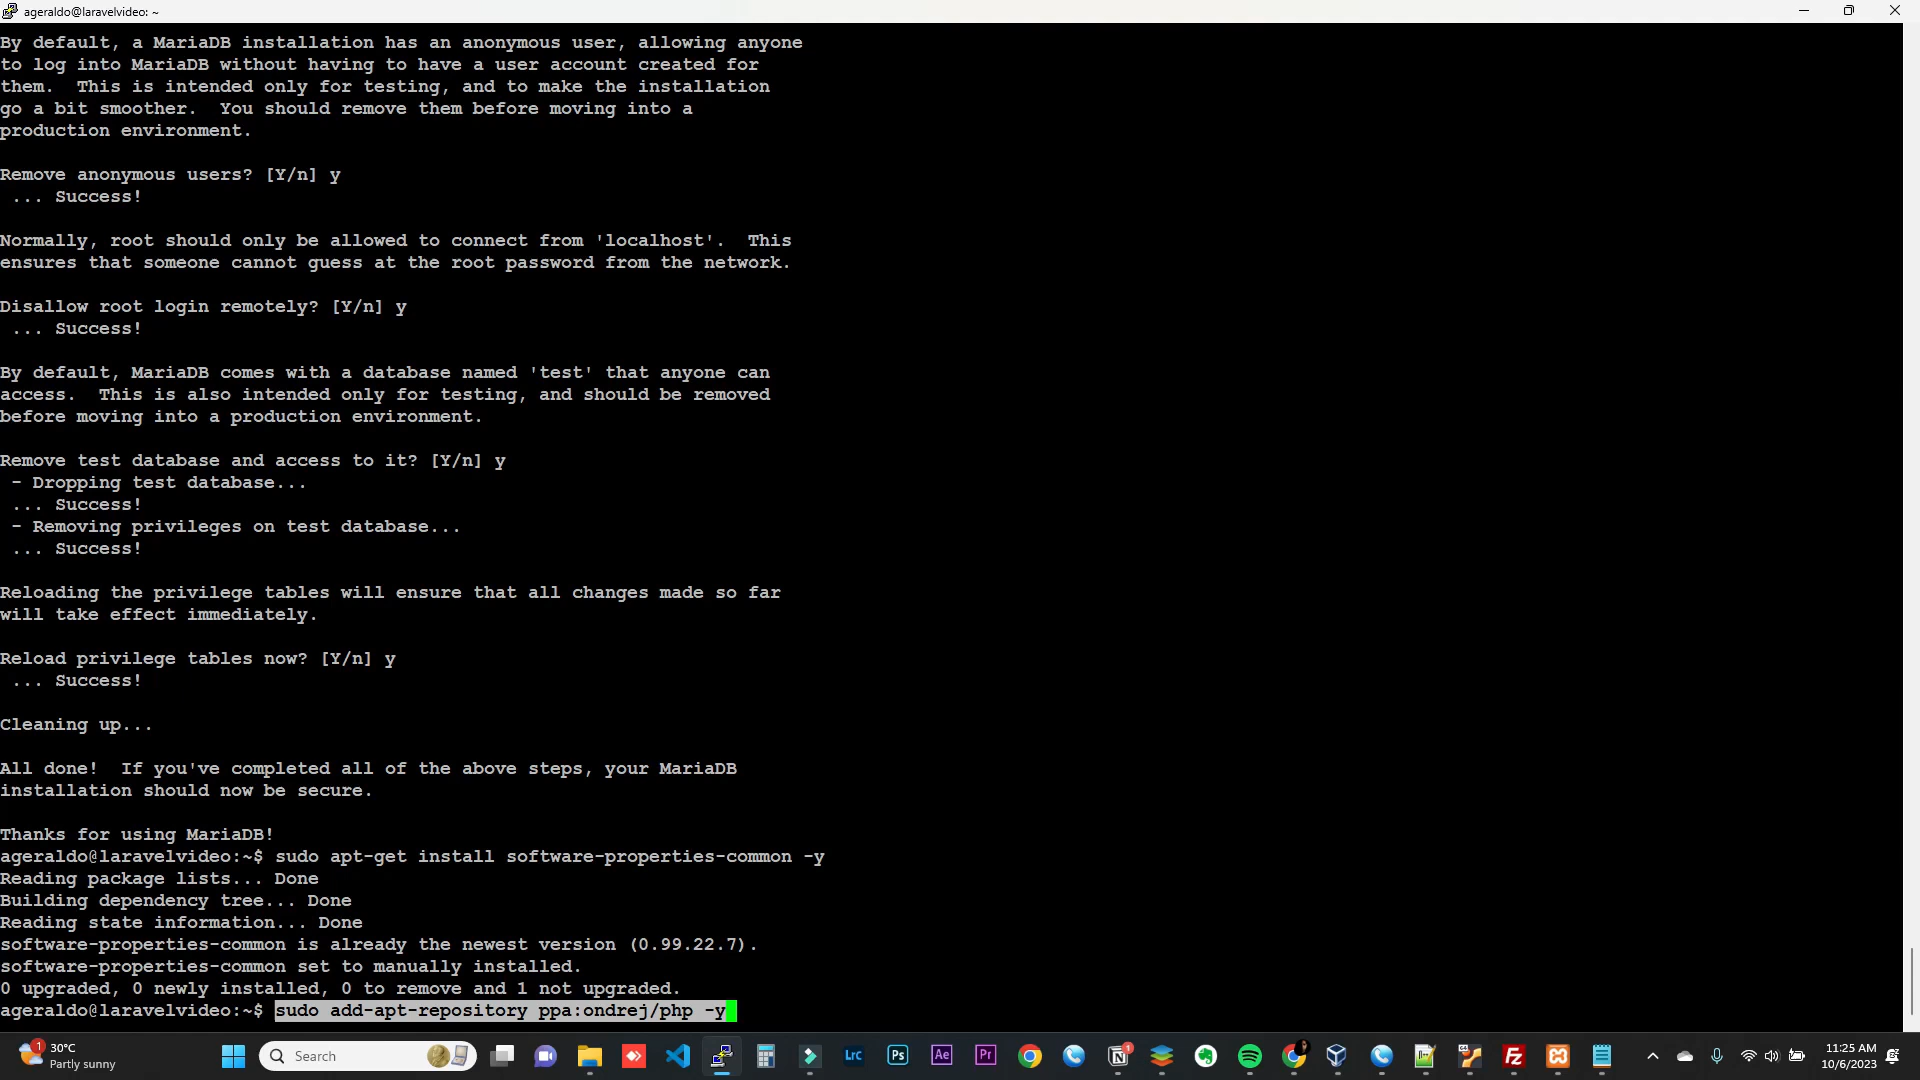 ageraldo@laravelvideo: ~
By default, a MariaDB installation has an anonymous user, allowing anyone
to log into MariaDB without having to have a user account created for
them.  This is intended only for testing, and to make the installation
go a bit smoother.  You should remove them before moving into a
production environment.
Remove anonymous users? [Y/n] y
 ... Success!
Normally, root should only be allowed to connect from 'localhost'.  This
ensures that someone cannot guess at the root password from the network.
Disallow root login remotely? [Y/n] y
 ... Success!
By default, MariaDB comes with a database named 'test' that anyone can
access.  This is also intended only for testing, and should be removed
before moving into a production environment.
Remove test database and access to it? [Y/n] y
 - Dropping test database...
 ... Success!
 - Removing privileges on test database...
 ... Success!
Reloading the privilege tables will ensure that all changes made so far
will take effect immediately.
Reload privilege tables now? [Y/n] y
 ... Success!
Cleaning up...
All done!  If you've completed all of the above steps, your MariaDB
installation should now be secure.
Thanks for using MariaDB!
ageraldo@laravelvideo:~$ sudo apt-get install software-properties-common -y
Reading package lists... Done
Building dependency tree... Done
Reading state information... Done
software-properties-common is already the newest version (0.99.22.7).
software-properties-common set to manually installed.
0 upgraded, 0 newly installed, 0 to remove and 1 not upgraded.
ageraldo@laravelvideo:~$ sudo add-apt-repository ppa:ondrej/php -y
1
30°C
Partly sunny
Search
Lrc
Ps
Ae
Pr
1
Fz
11:25 AM
10/6/2023